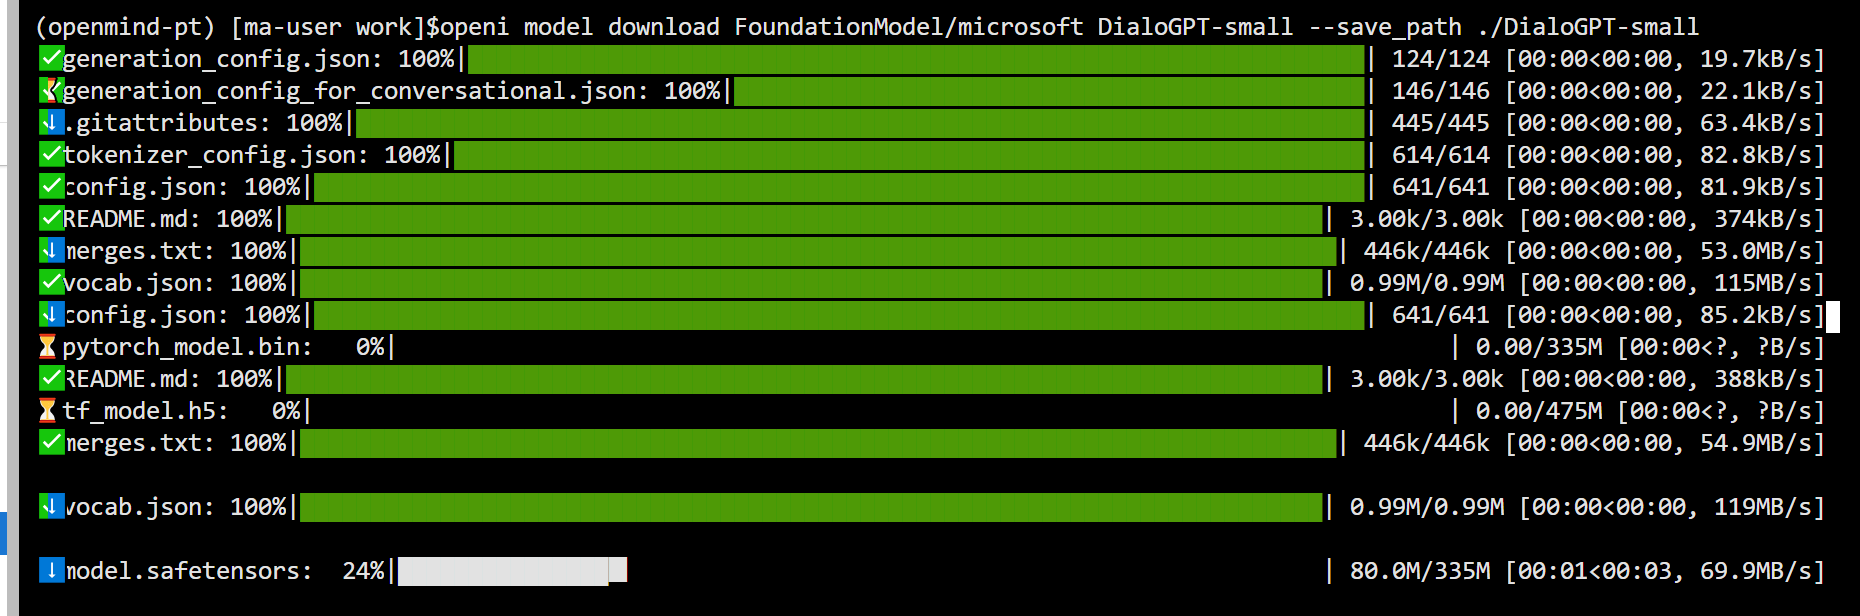 (openmind-pt) [ma-user work]$openi model download FoundationModel/microsoft DialoGPT-small --save_path ./DialoGPT-small
generation_config.json: 100%| | 124/124 [00:00<00:00, 19.7kB/s]
generation_config_for_conversational.json: 100%| | 146/146 [00:00<00:00, 22.1kB/s]
.gitattributes: 100%| | 445/445 [00:00<00:00, 63.4kB/s]
tokenizer_config.json: 100%| | 614/614 [00:00<00:00, 82.8kB/s]
config.json: 100%| | 641/641 [00:00<00:00, 81.9kB/s]
README.md: 100%| | 3.00k/3.00k [00:00<00:00, 374kB/s]
merges.txt: 100%| | 446k/446k [00:00<00:00, 53.0MB/s]
vocab.json: 100%| | 0.99M/0.99M [00:00<00:00, 115MB/s]
config.json: 100%| | 641/641 [00:00<00:00, 85.2kB/s]
pytorch_model.bin: 0%| | 0.00/335M [00:00<?, ?B/s]
README.md: 100%| | 3.00k/3.00k [00:00<00:00, 388kB/s]
tf_model.h5: 0%| | 0.00/475M [00:00<?, ?B/s]
merges.txt: 100%| | 446k/446k [00:00<00:00, 54.9MB/s]
vocab.json: 100%| | 0.99M/0.99M [00:00<00:00, 119MB/s]
model.safetensors: 24%| | 80.0M/335M [00:01<00:03, 69.9MB/s]